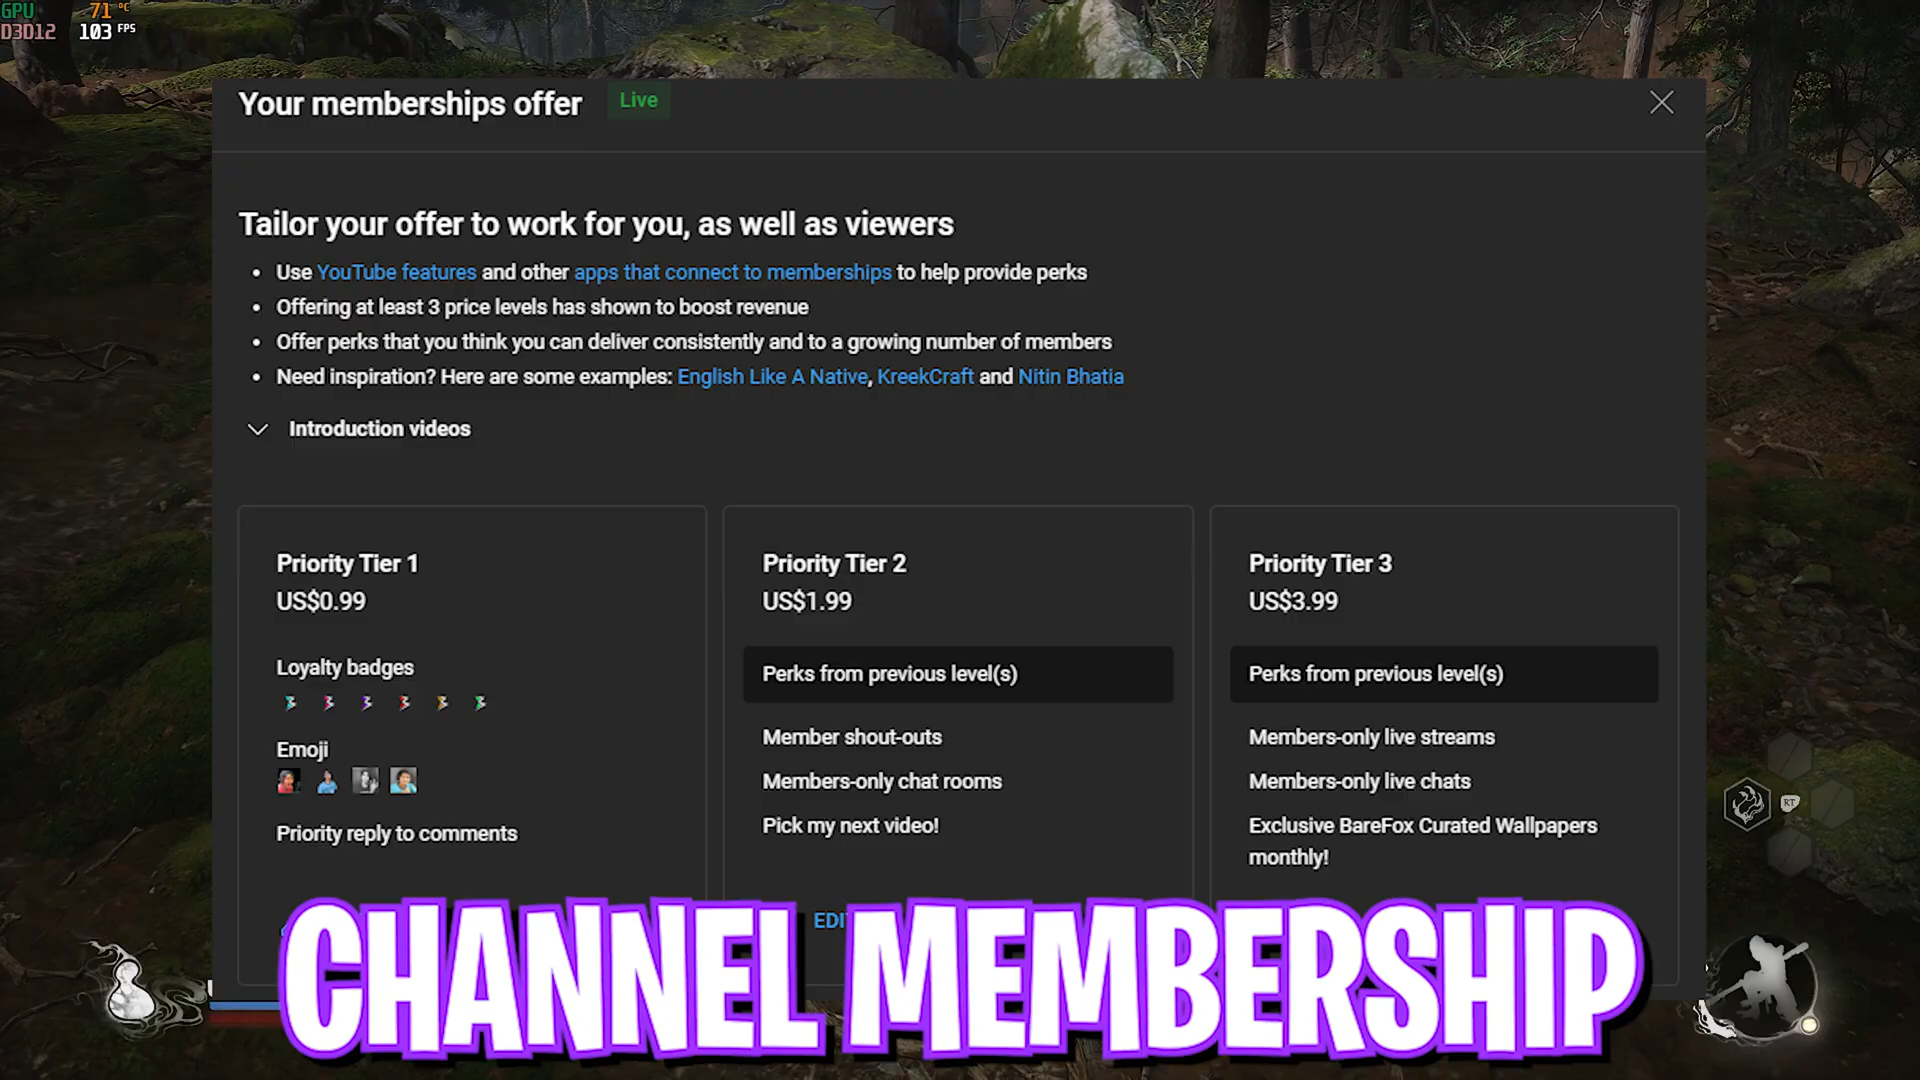 GPU 71 °C
D3D12 103 FPS
Your memberships offer Live
Tailor your offer to work for you, as well as viewers
• Use YouTube features and other apps that connect to memberships to help provide perks
• Offering at least 3 price levels has shown to boost revenue
• Offer perks that you think you can deliver consistently and to a growing number of members
• Need inspiration? Here are some examples: English Like A Native, KreekCraft and Nitin Bhatia
Introduction videos
Priority Tier 1
US$0.99
Loyalty badges
Emoji
Priority reply to comments
Priority Tier 2
US$1.99
Perks from previous level(s)
Member shout-outs
Members-only chat rooms
Pick my next video!
Priority Tier 3
US$3.99
Perks from previous level(s)
Members-only live streams
Members-only live chats
Exclusive BareFox Curated Wallpapers
monthly!
RT
CHANNEL MEMBERSHIP